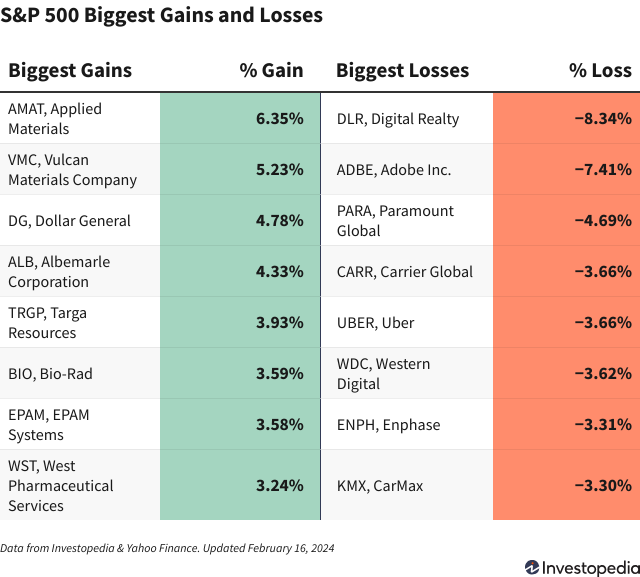 S&P 500 Biggest Gains and Losses
Biggest Gains % Gain Biggest Losses % Loss
AMAT, Applied
Materials
6.35%
DLR, Digital Realty
−8.34%
VMC, Vulcan
Materials Company
5.23%
ADBE, Adobe Inc.
−7.41%
DG, Dollar General
4.78%
PARA, Paramount
Global
−4.69%
ALB, Albemarle
Corporation
4.33%
CARR, Carrier Global
−3.66%
TRGP, Targa
Resources
3.93%
UBER, Uber
−3.66%
BIO, Bio-Rad
3.59%
WDC, Western
Digital
−3.62%
EPAM, EPAM
Systems
3.58%
ENPH, Enphase
−3.31%
WST, West
Pharmaceutical
Services
3.24%
KMX, CarMax
−3.30%
Data from Investopedia & Yahoo Finance. Updated February 16, 2024
Investopedia